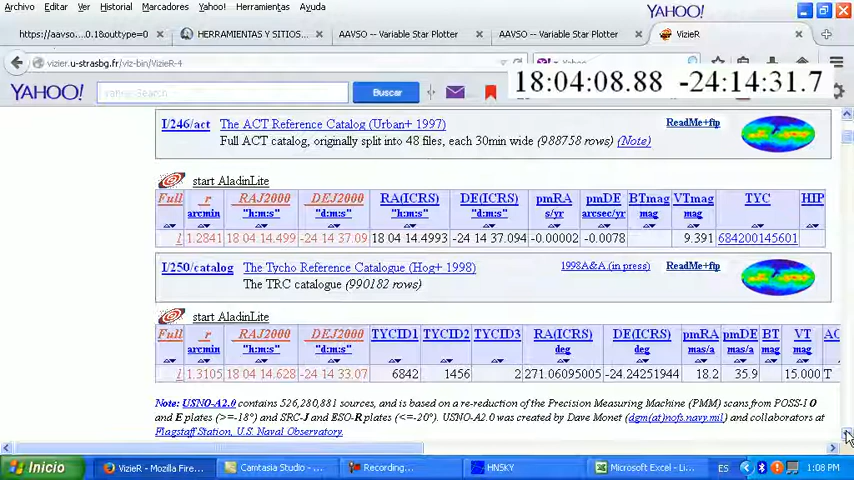 Archivo Editar Ver Historial Marcadores Yahoo! Herramientas Ayuda
YAHOO!
https://aavso....0.1&outtype=0 HERRAMIENTAS Y SITIOS... AAVSO -- Variable Star Plotter AAVSO -- Variable Star Plotter VizieR
vizier.u-strasbg.fr/viz-bin/VizieR-4
18:04:08.88 -24:14:31.7
YAHOO! Buscar
I/246/act The ACT Reference Catalog (Urban+ 1997) ReadMe+ftp
Full ACT catalog, originally split into 48 files, each 30min wide (988758 rows) (Note)
start AladinLite
Full _r _RAJ2000 _DEJ2000 RA(ICRS) DE(ICRS) pmRA pmDE BTmag VTmag TYC HIP
arcmin "h:m:s" "d:m:s" "h:m:s" "d:m:s" s/yr arcsec/yr mag mag
1 1.2841 18 04 14.499 -24 14 37.09 18 04 14.4993 -24 14 37.094 -0.00002 -0.0078 9.391 684200145601
I/250/catalog The Tycho Reference Catalogue (Hog+ 1998) 1998A&A.(in press) ReadMe+ftp
The TRC catalogue (990182 rows)
start AladinLite
Full _r _RAJ2000 _DEJ2000 TYCID1 TYCID2 TYCID3 RA(ICRS) DE(ICRS) pmRA pmDE BT VT AC
arcmin "h:m:s" "d:m:s" deg deg mas/a mas/a mag mag
1 1.3105 18 04 14.628 -24 14 33.07 6842 1456 2 271.06095005 -24.24251944 18.2 35.9 15.000 T
Note: USNO-A2.0 contains 526,280,881 sources, and is based on a re-reduction of the Precision Measuring Machine (PMM) scans from POSS-I O
and E plates (>=-18°) and SRC-J and ESO-R plates (<=-20°). USNO-A2.0 was created by Dave Monet (dgm(at)nofs.navy.mil) and collaborators at
Flagstaff Station, U.S. Naval Observatory.
Inicio VizieR - Mozilla Fire... Camtasia Studio - ... Recording... HNSKY Microsoft Excel - Li... ES 1:08 PM